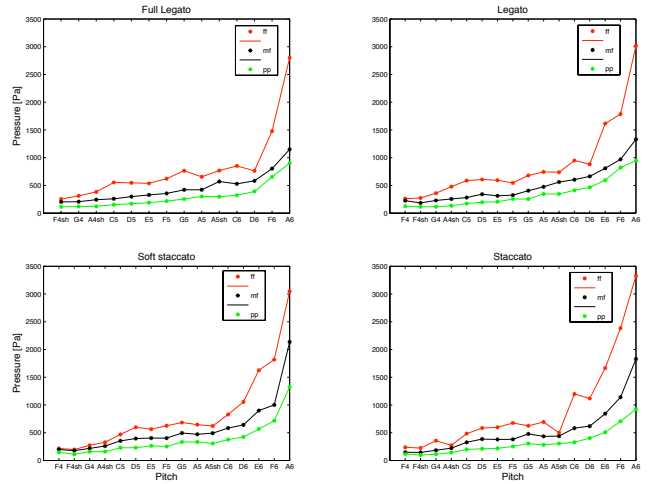 Full Legato
Legato
3500
3000
2500
2000
1500
1000
500
0
Pressure [Pa]
ff
mf
pp
F4sh G4 A4sh C5 D5 E5 F5 G5 A5 A5sh C6 D6 F6 A6
3500
3000
2500
2000
1500
1000
500
0
ff
mf
pp
F4 F4sh G4 A4sh C5 D5 E5 F5 G5 A5 A5sh C6 D6 E6 F6 A6
Soft staccato
Staccato
3500
3000
2500
2000
1500
1000
500
0
Pressure [Pa]
ff
mf
pp
F4 F4sh G4 A4sh C5 D5 E5 F5 G5 A5 A5sh C6 D6 E6 F6 A6
Pitch
3500
3000
2500
2000
1500
1000
500
0
ff
mf
pp
F4 F4sh G4 A4sh C5 D5 E5 F5 G5 A5 A5sh C6 D6 E6 F6 A6
Pitch